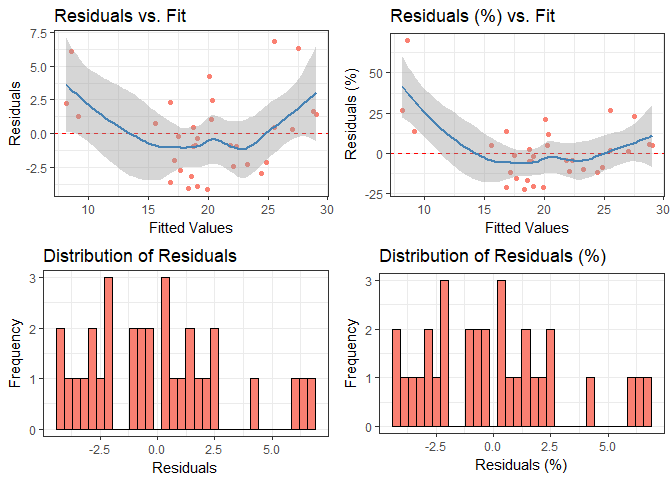 Residuals vs. Fit
7.5
5.0
2.5
0.0
-2.5
Residuals
10 15 20 25 30
Fitted Values
Residuals (%) vs. Fit
50
25
0
-25
Residuals (%)
10 15 20 25 30
Fitted Values
Distribution of Residuals
3
2
1
0
Frequency
-2.5 0.0 2.5 5.0
Residuals
Distribution of Residuals (%)
3
2
1
0
Frequency
-2.5 0.0 2.5 5.0
Residuals (%)